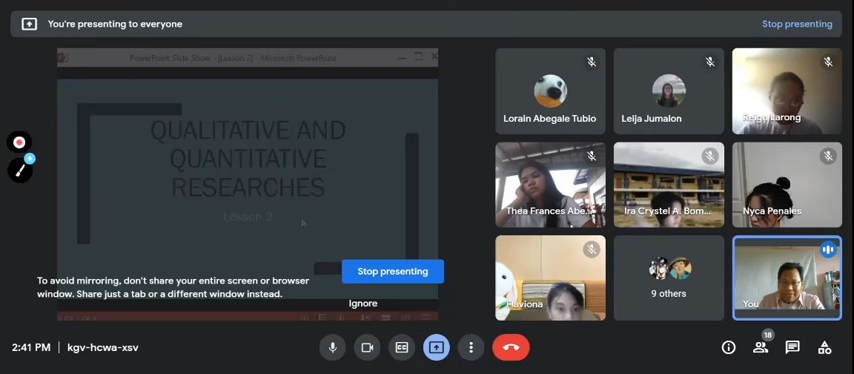 You're presenting to everyone
Stop presenting
PowerPoint Slide Show - [Lesson 2] - Microsoft PowerPoint
QUALITATIVE AND
QUANTITATIVE
RESEARCHES
Lesson 2
To avoid mirroring, don't share your entire screen or browser
window. Share just a tab or a different window instead.
Stop presenting
Ignore
Lorain Abegale Tubio
Leija Jumalon
Larong
Thea Frances Abe...
Ira Crystel A. Bom...
Nyca Penales
9 others
You
2:41 PM | kgv-hcwa-xsv
CC
18